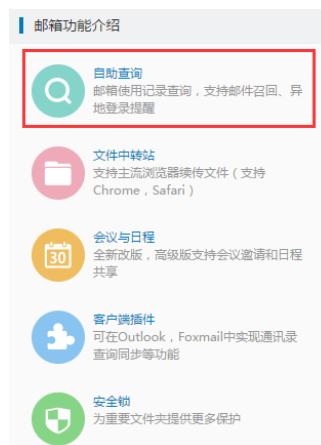 邮箱功能介绍
自助查询
邮箱使用记录查询，支持邮件召回、异
地登录提醒
文件中转站
支持主流浏览器续传文件（支持
Chrome，Safari）
30
会议与日程
全新改版，高级版支持会议邀请和日程
共享
客户端插件
可在Outlook，Foxmail中实现通讯录
查询同步等功能
安全锁
为重要文件夹提供更多保护